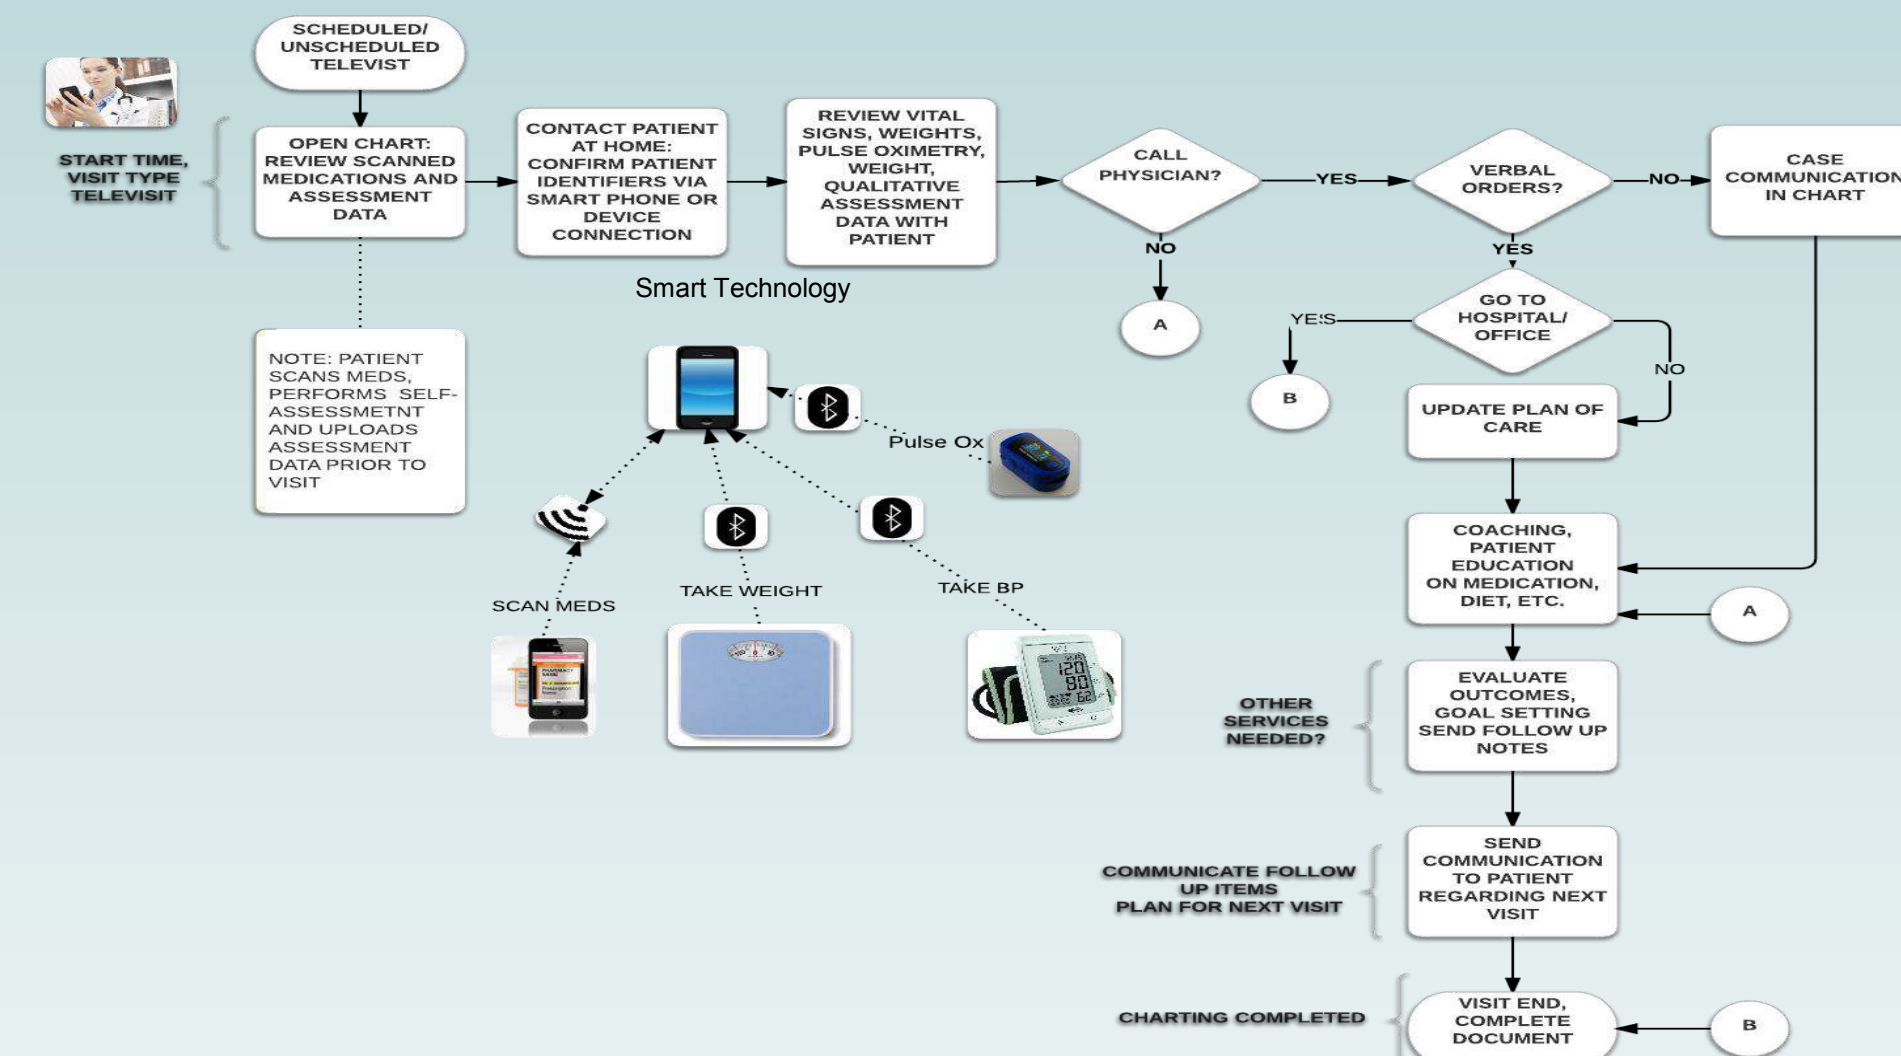 SCHEDULED/
UNSCHEDULED
TELEVIST
START TIME,
VISIT TYPE
TELEVISIT
OPEN CHART:
REVIEW SCANNED
MEDICATIONS AND
ASSESSMENT
DATA
CONTACT PATIENT
AT HOME:
CONFIRM PATIENT
IDENTIFIERS VIA
SMART PHONE OR
DEVICE
CONNECTION
REVIEW VITAL
SIGNS, WEIGHTS,
PULSE OXIMETRY,
WEIGHT,
QUALITATIVE
ASSESSMENT
DATA WITH
PATIENT
CALL
PHYSICIAN?
YES
VERBAL
ORDERS?
NO
CASE
COMMUNICATION
IN CHART
NO
A
YES
GO TO
HOSPITAL/
OFFICE
YES
B
NO
NOTE: PATIENT
SCANS MEDS,
PERFORMS SELF-
ASSESSMETNT
AND UPLOADS
ASSESSMENT
DATA PRIOR TO
VISIT
Smart Technology
Pulse Ox
SCAN MEDS
TAKE WEIGHT
TAKE BP
120
80
62
UPDATE PLAN OF
CARE
COACHING,
PATIENT
EDUCATION
ON MEDICATION,
DIET, ETC.
A
OTHER
SERVICES
NEEDED?
EVALUATE
OUTCOMES,
GOAL SETTING
SEND FOLLOW UP
NOTES
COMMUNICATE FOLLOW
UP ITEMS
PLAN FOR NEXT VISIT
SEND
COMMUNICATION
TO PATIENT
REGARDING NEXT
VISIT
CHARTING COMPLETED
VISIT END,
COMPLETE
DOCUMENT
B